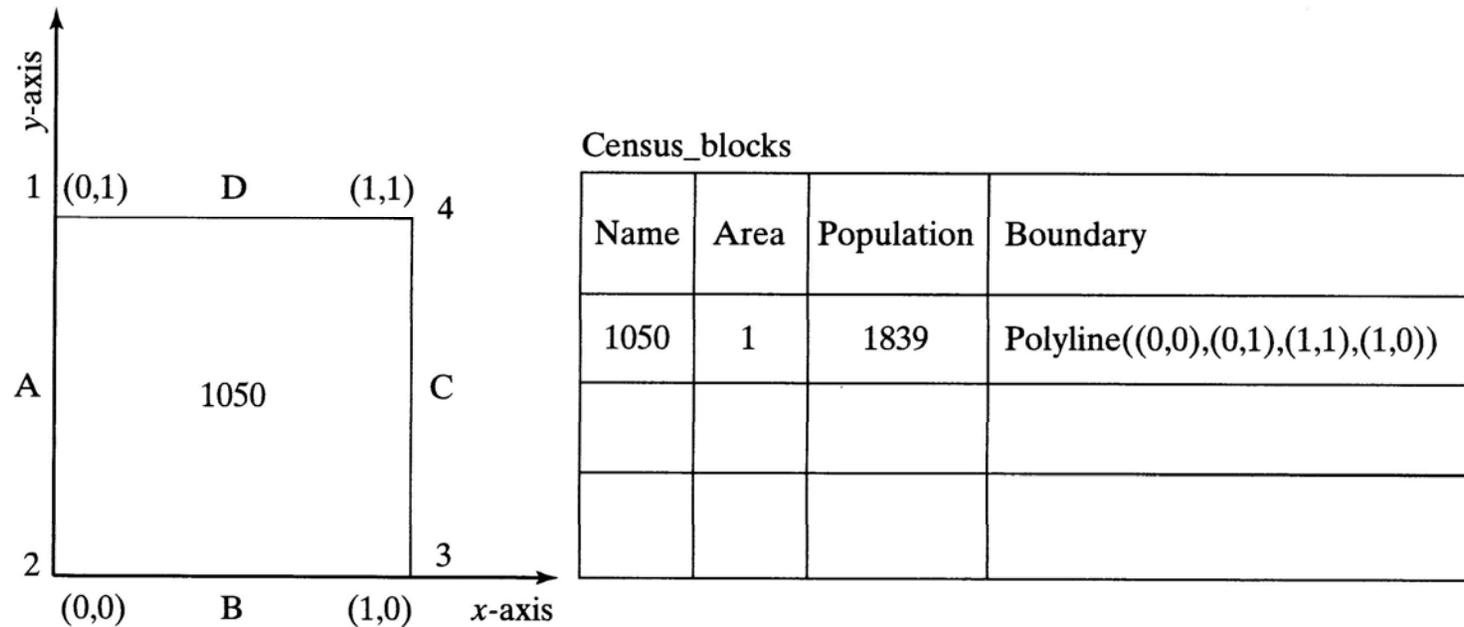 y-axis
1 (0,1) D (1,1) 4
A 1050 C
2 3
(0,0) B (1,0) x-axis
Census_blocks
Name Area Population Boundary
1050 1 1839 Polyline((0,0),(0,1),(1,1),(1,0))